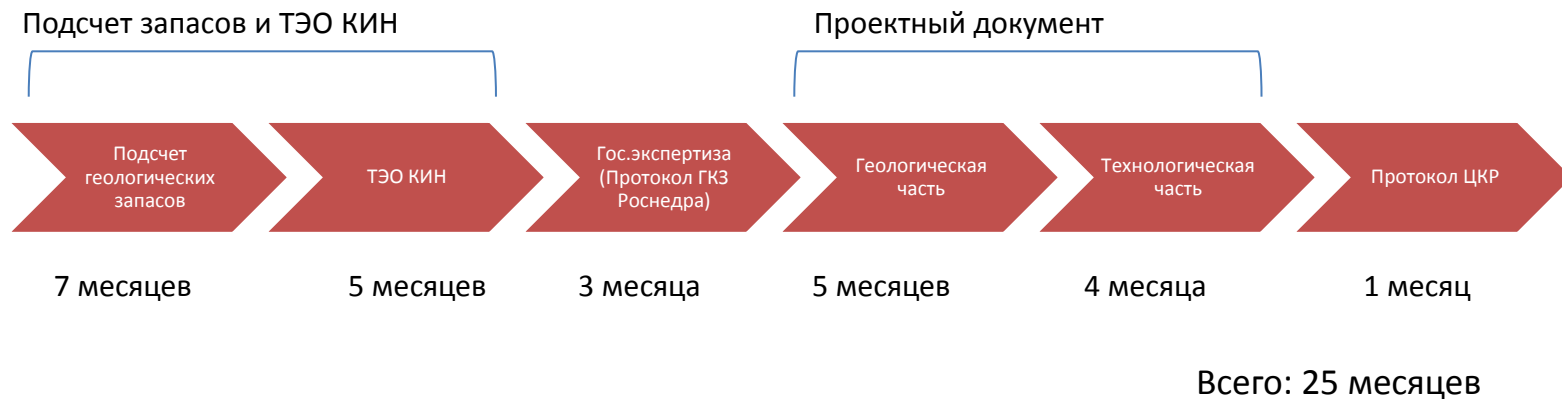 Подсчет запасов и ТЭО КИН
Проектный документ
Подсчет
геологических
запасов
ТЭО КИН
Гос.экспертиза
(Протокол ГКЗ
Роснедра)
Геологическая
часть
Технологическая
часть
Протокол ЦКР
7 месяцев
5 месяцев
3 месяца
5 месяцев
4 месяца
1 месяц
Всего: 25 месяцев